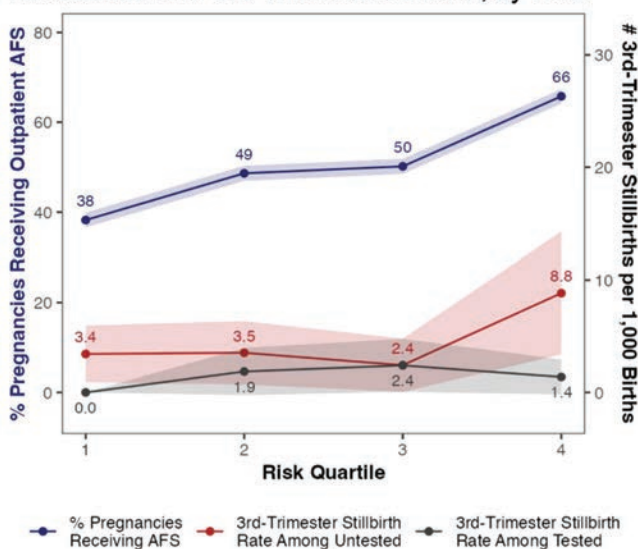 % Pregnancies Receiving Outpatient AFS
# 3rd-Trimester Stillbirths per 1,000 Births
80
60
40
20
0
30
20
10
0
38
49
50
66
3.4
3.5
2.4
8.8
0.0
1.9
2.4
1.4
1
2
3
4
Risk Quartile
% Pregnancies
Receiving AFS
3rd-Trimester Stillbirth
Rate Among Untested
3rd-Trimester Stillbirth
Rate Among Tested